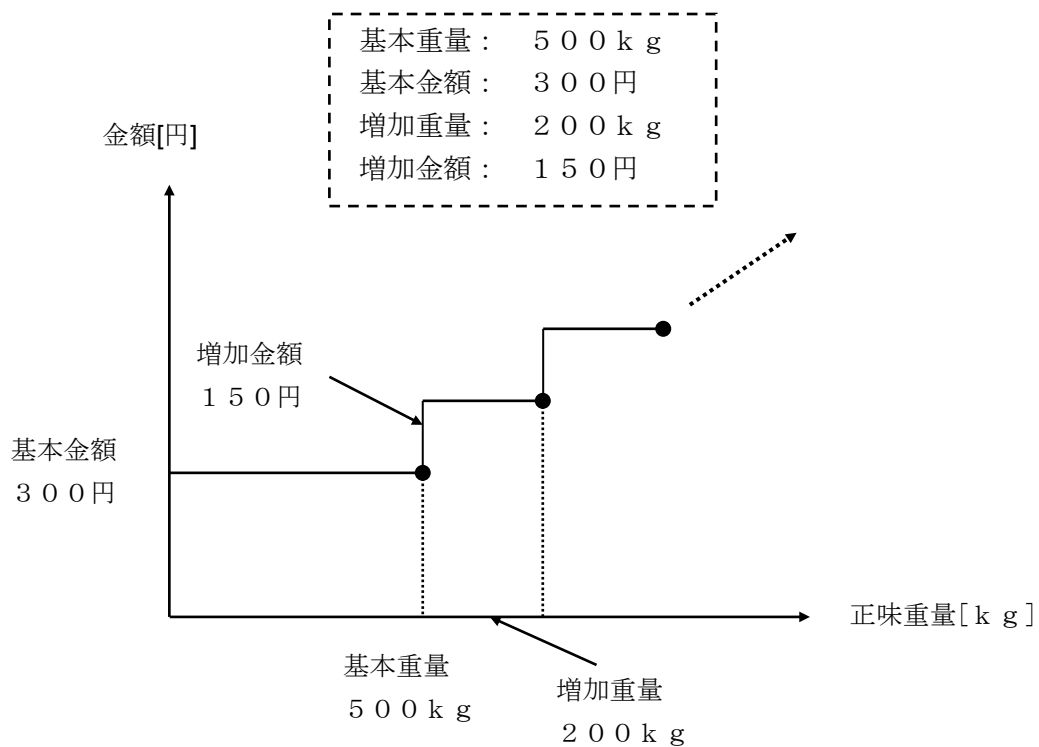 基本重量： ５００ｋｇ
基本金額： ３００円
増加重量： ２００ｋｇ
増加金額： １５０円
金額[円]
増加金額
１５０円
基本金額
３００円
正味重量[ｋｇ]
基本重量
５００ｋｇ
増加重量
２００ｋｇ